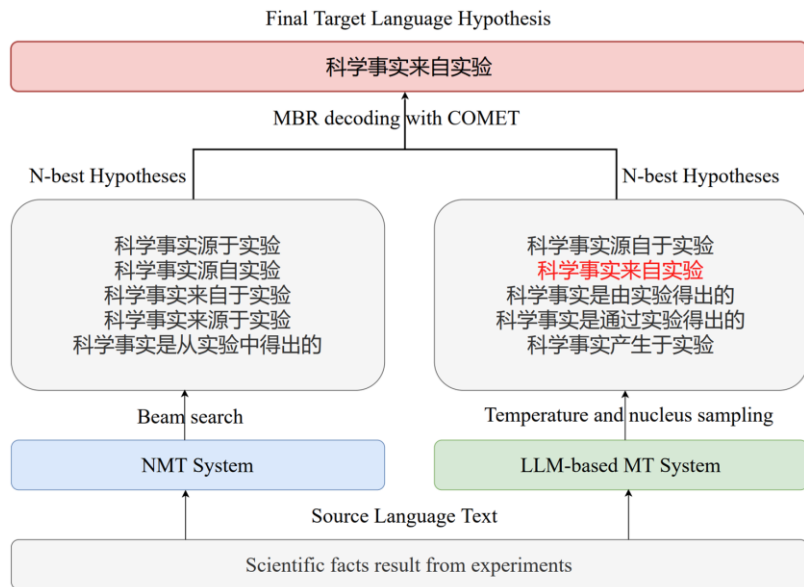 Final Target Language Hypothesis
科学事实来自实验
MBR decoding with COMET
N-best Hypotheses
N-best Hypotheses
科学事实源于实验
科学事实源自实验
科学事实来自于实验
科学事实来源于实验
科学事实是从实验中得出的
科学事实源自于实验
科学事实来自实验
科学事实是由实验得出的
科学事实是通过实验得出的
科学事实产生于实验
Beam search
Temperature and nucleus sampling
NMT System
LLM-based MT System
Source Language Text
Scientific facts result from experiments